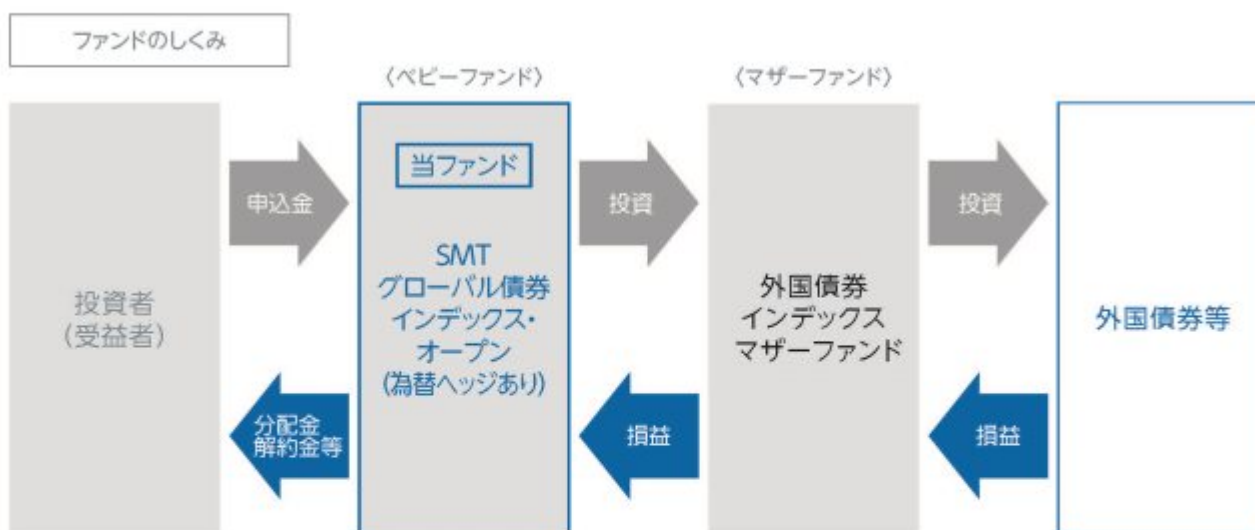 ファンドのしくみ
〈ベビーファンド〉
〈マザーファンド〉
投資者
(受益者)
申込金
分配金
解約金等
当ファンド
SMT
グローバル債券
インデックス・
オープン
(為替ヘッジあり)
投資
損益
外国債券
インデックス
マザーファンド
投資
損益
外国債券等